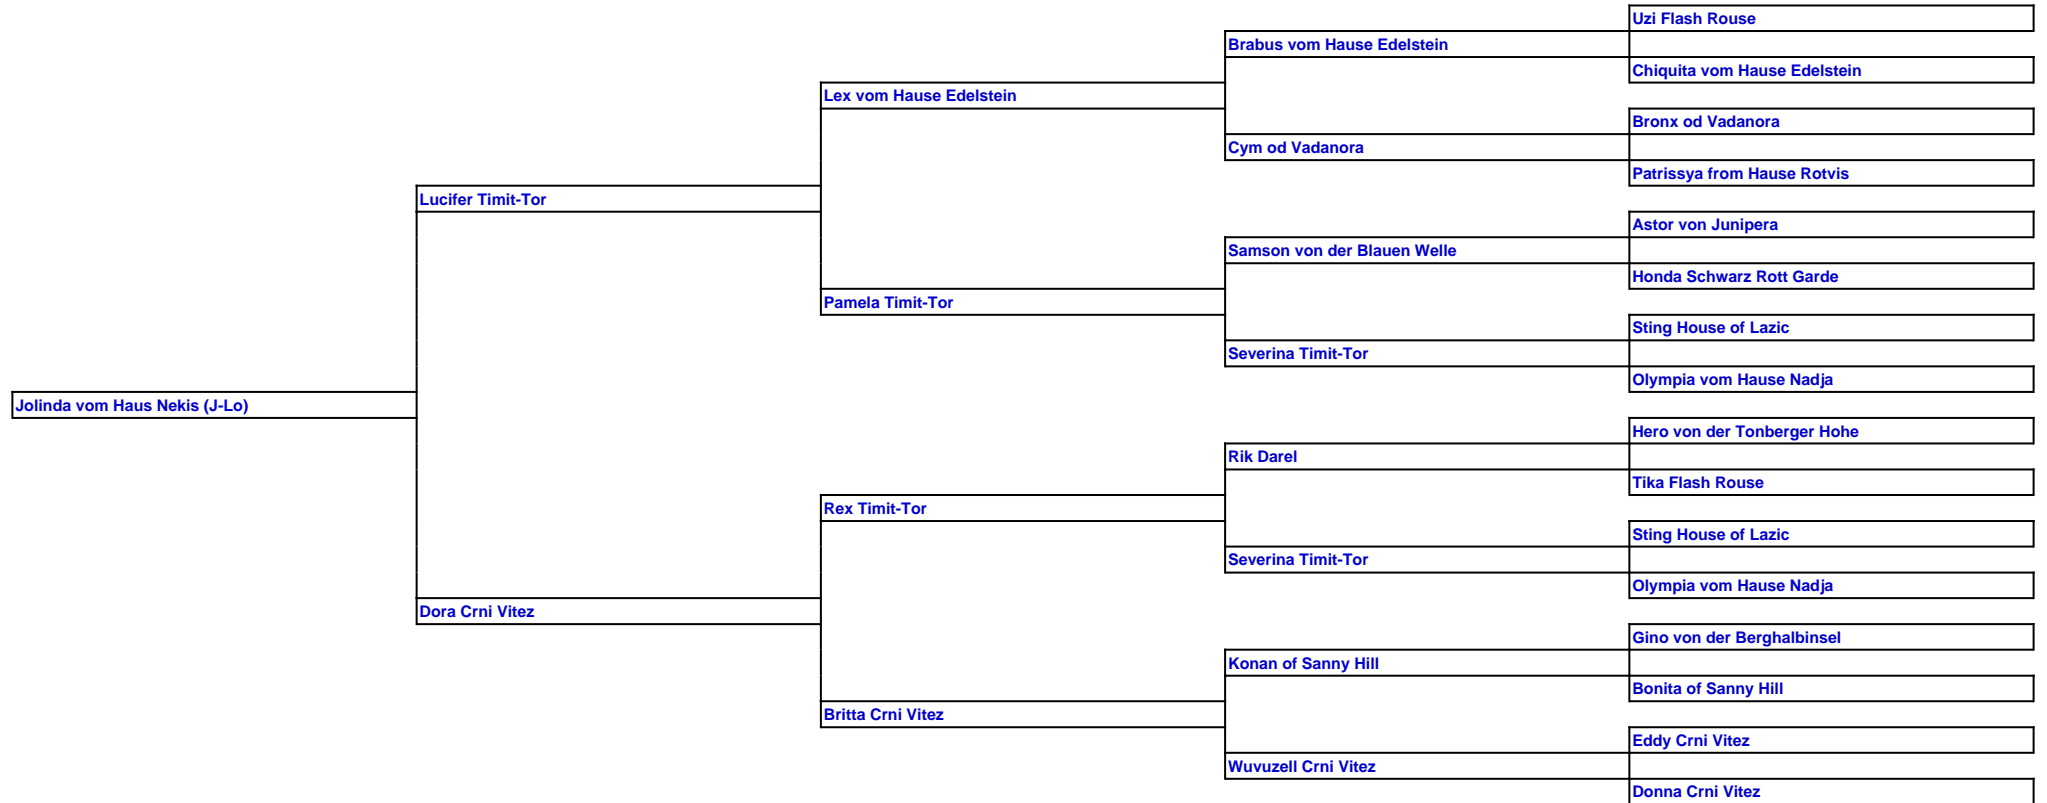 Uzi Flash Rouse
Brabus vom Hause Edelstein
Chiquita vom Hause Edelstein
Lex vom Hause Edelstein
Bronx od Vadanora
Cym od Vadanora
Patrissya from Hause Rotvis
Lucifer Timit-Tor
Astor von Junipera
Samson von der Blauen Welle
Honda Schwarz Rott Garde
Pamela Timit-Tor
Sting House of Lazic
Severina Timit-Tor
Olympia vom Hause Nadja
Jolinda vom Haus Nekis (J-Lo)
Hero von der Tonberger Hohe
Rik Darel
Tika Flash Rouse
Rex Timit-Tor
Sting House of Lazic
Severina Timit-Tor
Olympia vom Hause Nadja
Dora Crni Vitez
Gino von der Berghalbinsel
Konan of Sanny Hill
Bonita of Sanny Hill
Britta Crni Vitez
Eddy Crni Vitez
Wuvuzell Crni Vitez
Donna Crni Vitez